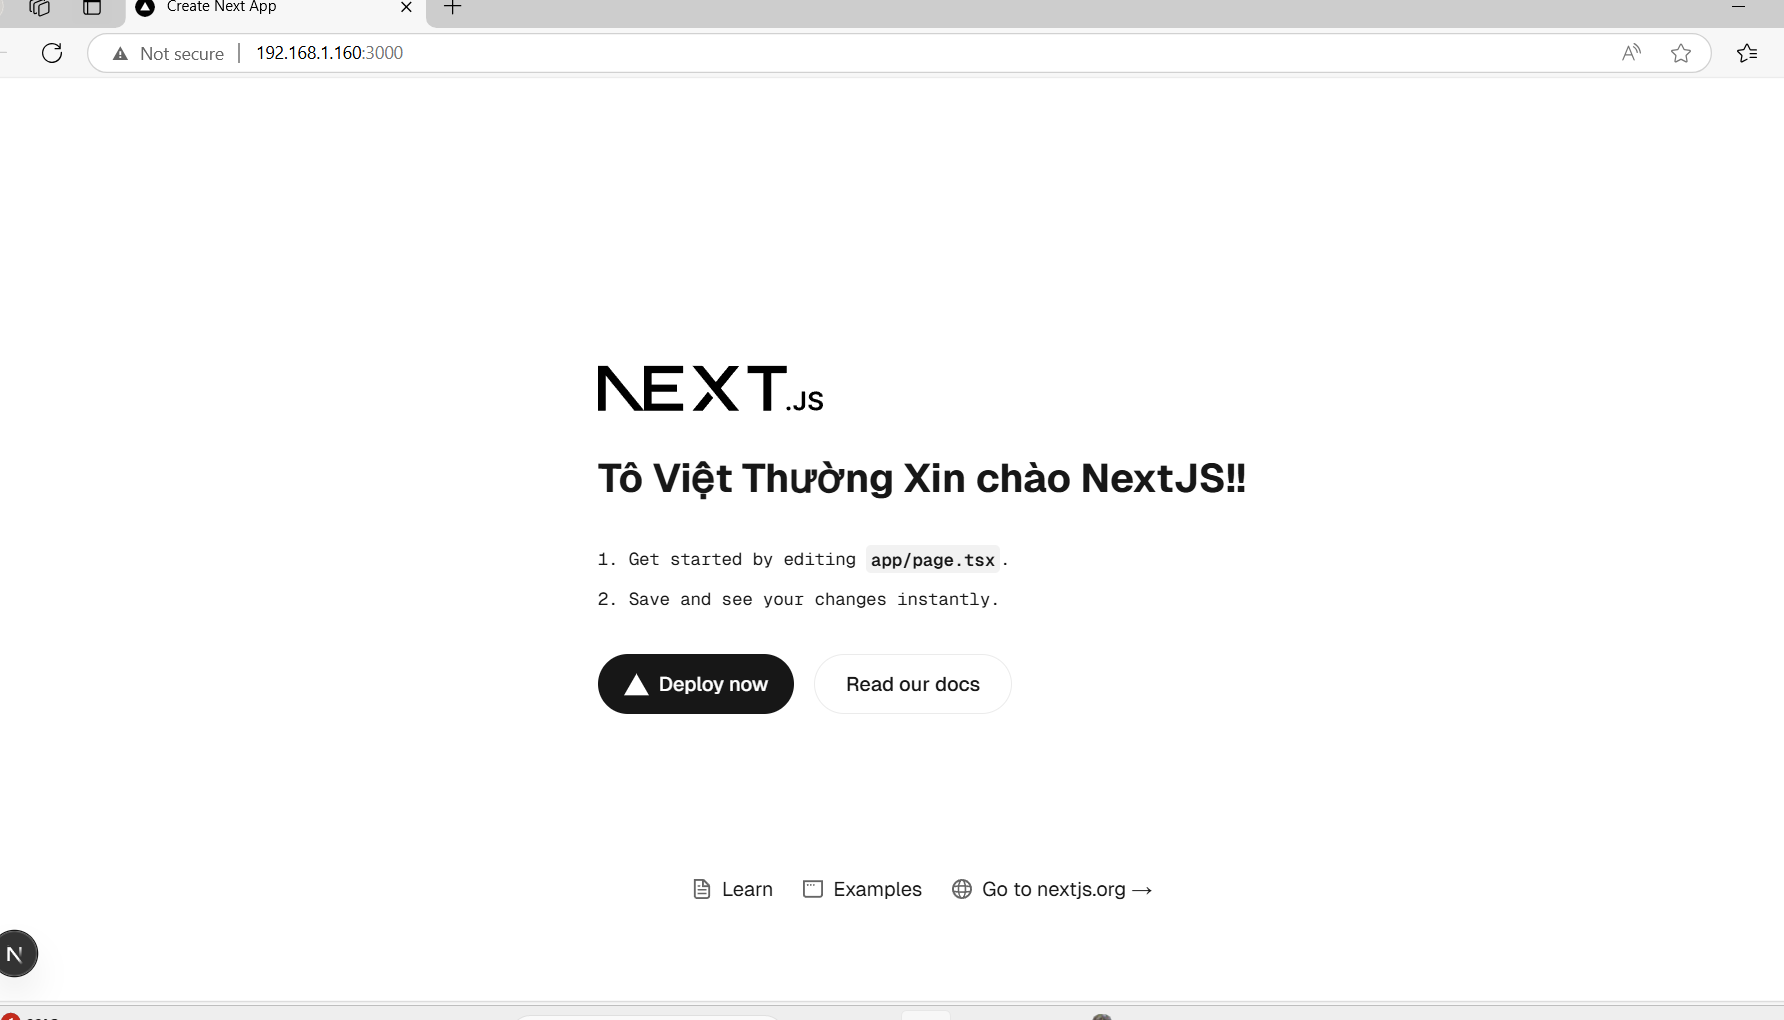 Create Next App
Not secure
192.168.1.160:3000
NEXT.JS
Tô Việt Thường Xin chào NextJS!!
1. Get started by editing app/page.tsx.
2. Save and see your changes instantly.
Deploy now
Read our docs
Learn
Examples
Go to nextjs.org →
N